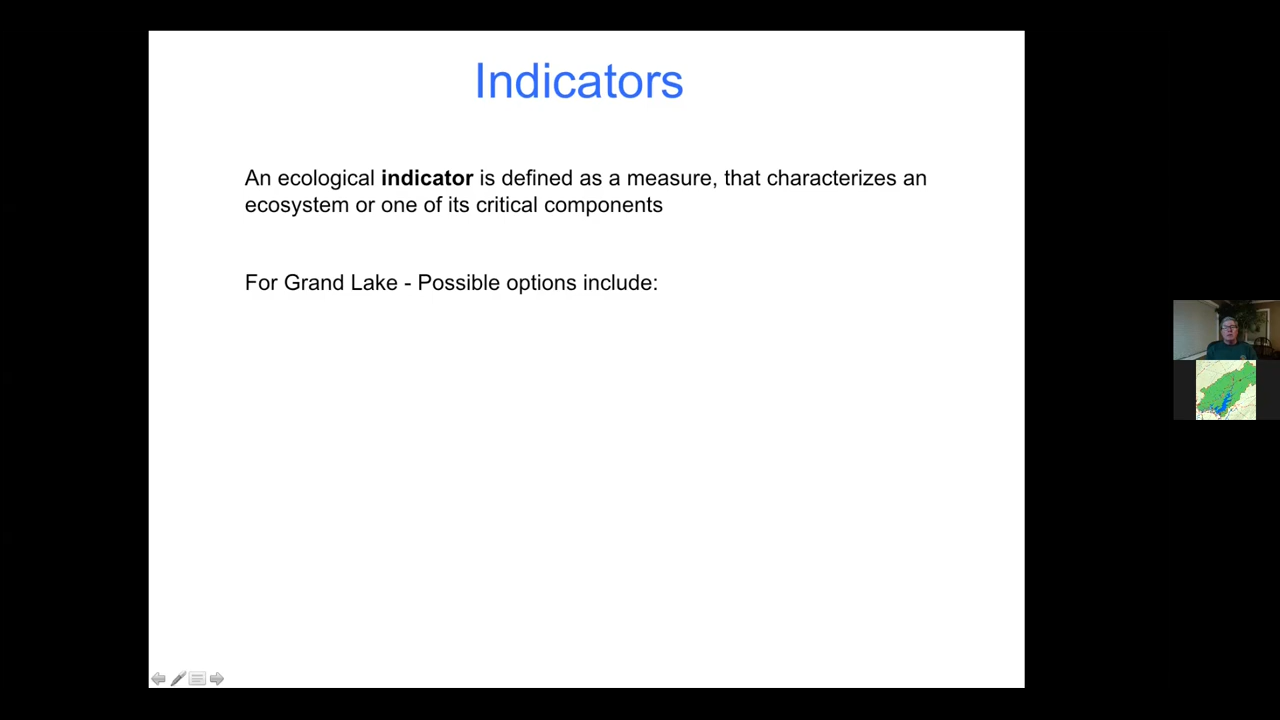 Indicators
An ecological indicator is defined as a measure, that characterizes an
ecosystem or one of its critical components
For Grand Lake - Possible options include: